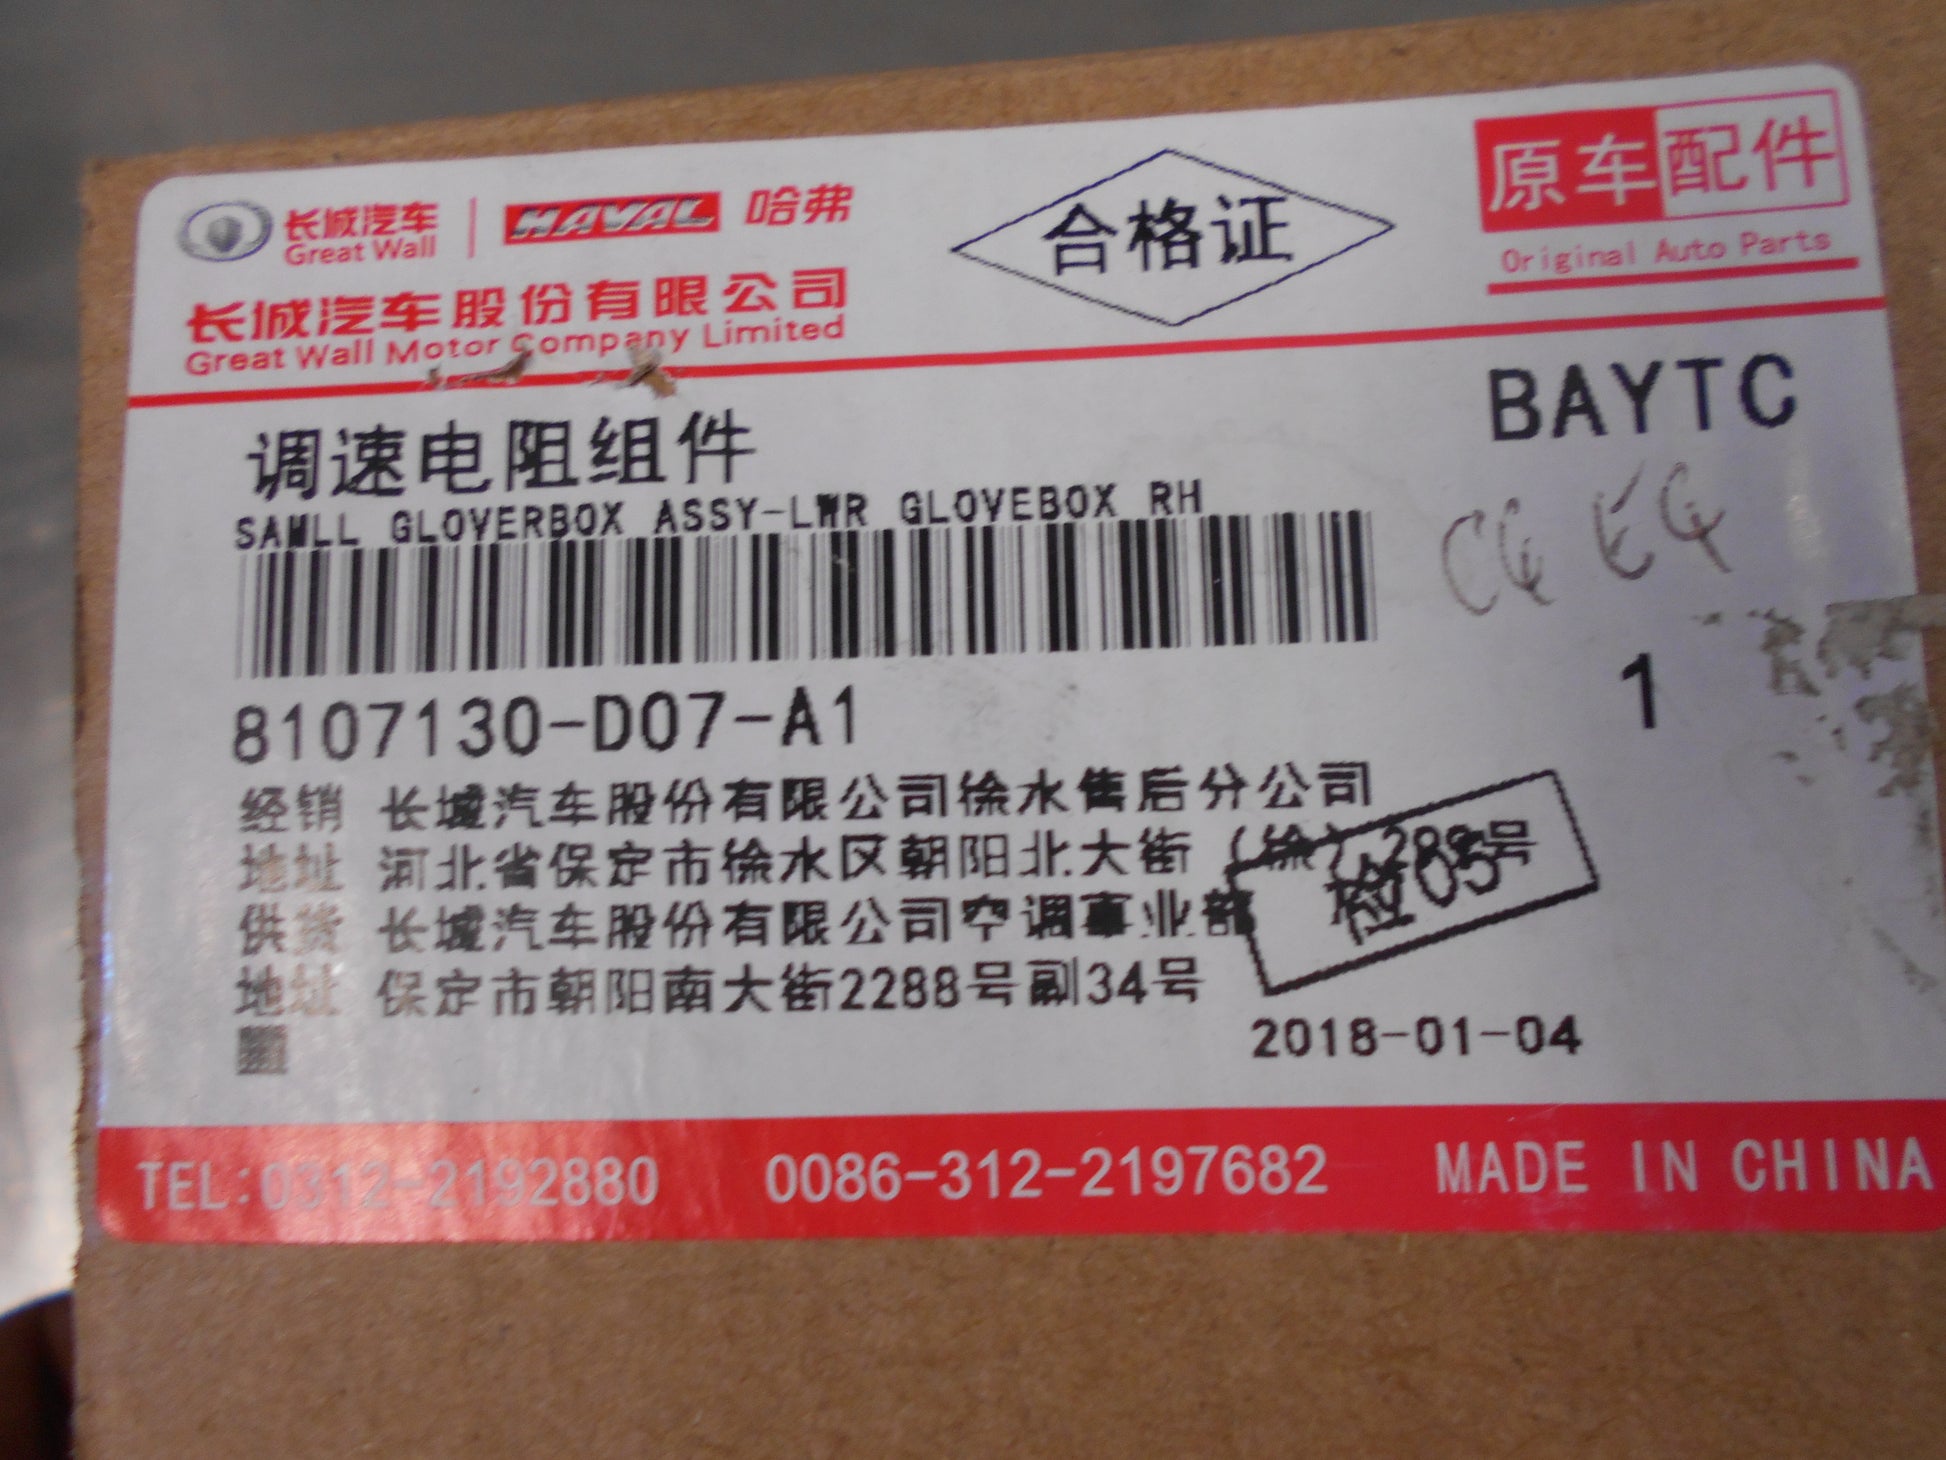 长城汽车
Great Wall
HAVAL 哈弗
长城汽车股份有限公司
Great Wall Motor Company Limited
合格证
原车配件
Original Auto Parts
调速电阻组件
BAYTC
SAMLL GLOVERBOX ASSY-LWR GLOVEBOX RH
8107130-D07-A1
1
经销 长城汽车股份有限公司徐水售后分公司
地址 河北省保定市徐水区朝阳北大街（徐）288号
检05
供货 长城汽车股份有限公司空调事业部
地址 保定市朝阳南大街2288号副34号
2018-01-04
TEL:0312-2192880 0086-312-2197682 MADE IN CHINA